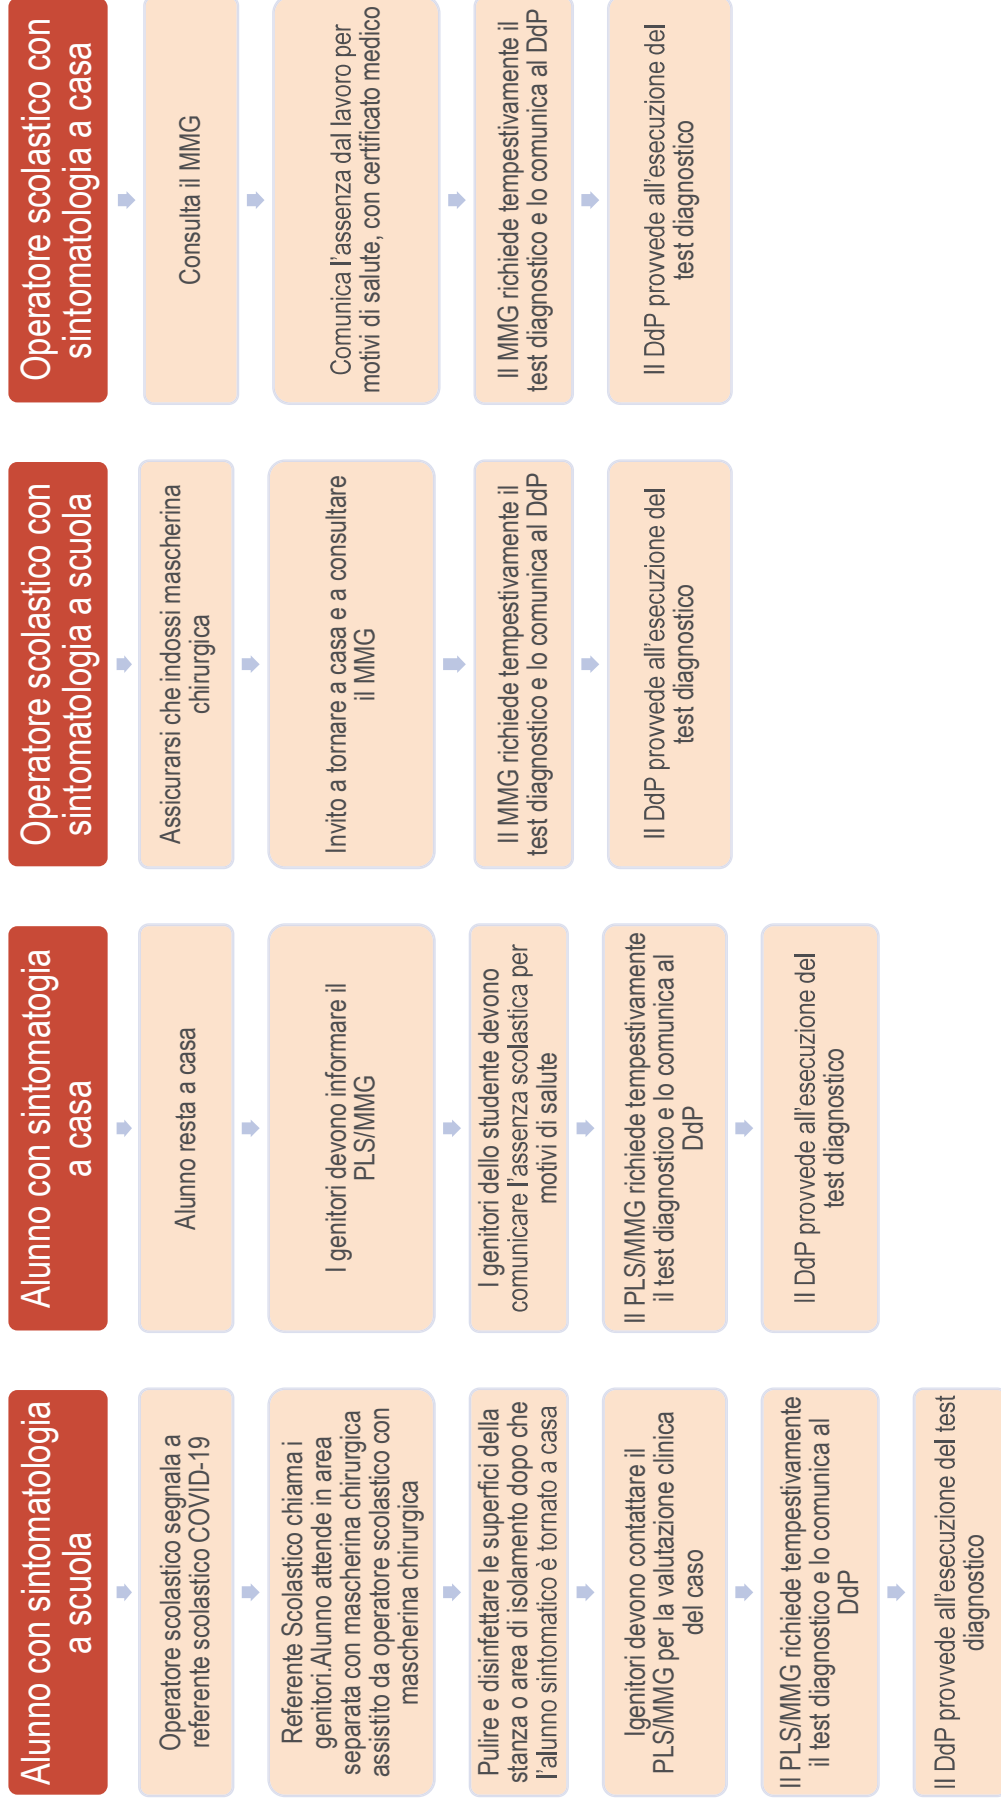 Alunno con sintomatologia
a scuola
Operatore scolastico segnala a
referente scolastico COVID-19
Referente Scolastico chiama i
genitori.Alunno attende in area
separata con mascherina chirurgica
assistito da operatore scolastico con
mascherina chirurgica
Pulire e disinfettare le superfici della
stanza o area di isolamento dopo che
l'alunno sintomatico è tornato a casa
Igenitori devono contattare il
PLS/MMG per la valutazione clinica
del caso
Il PLS/MMG richiede tempestivamente
il test diagnostico e lo comunica al
DdP
Il DdP provvede all'esecuzione del test
diagnostico
Alunno con sintomatogia
a casa
Alunno resta a casa
I genitori devono informare il
PLS/MMG
I genitori dello studente devono
comunicare l'assenza scolastica per
motivi di salute
Il PLS/MMG richiede tempestivamente
il test diagnostico e lo comunica al
DdP
Il DdP provvede all'esecuzione del
test diagnostico
Operatore scolastico con
sintomatologia a scuola
Assicurarsi che indossi mascherina
chirurgica
Invito a tornare a casa e a consultare
il MMG
Il MMG richiede tempestivamente il
test diagnostico e lo comunica al DdP
Il DdP provvede all'esecuzione del
test diagnostico
Operatore scolastico con
sintomatologia a casa
Consulta il MMG
Comunica l'assenza dal lavoro per
motivi di salute, con certificato medico
Il MMG richiede tempestivamente il
test diagnostico e lo comunica al DdP
Il DdP provvede all'esecuzione del
test diagnostico